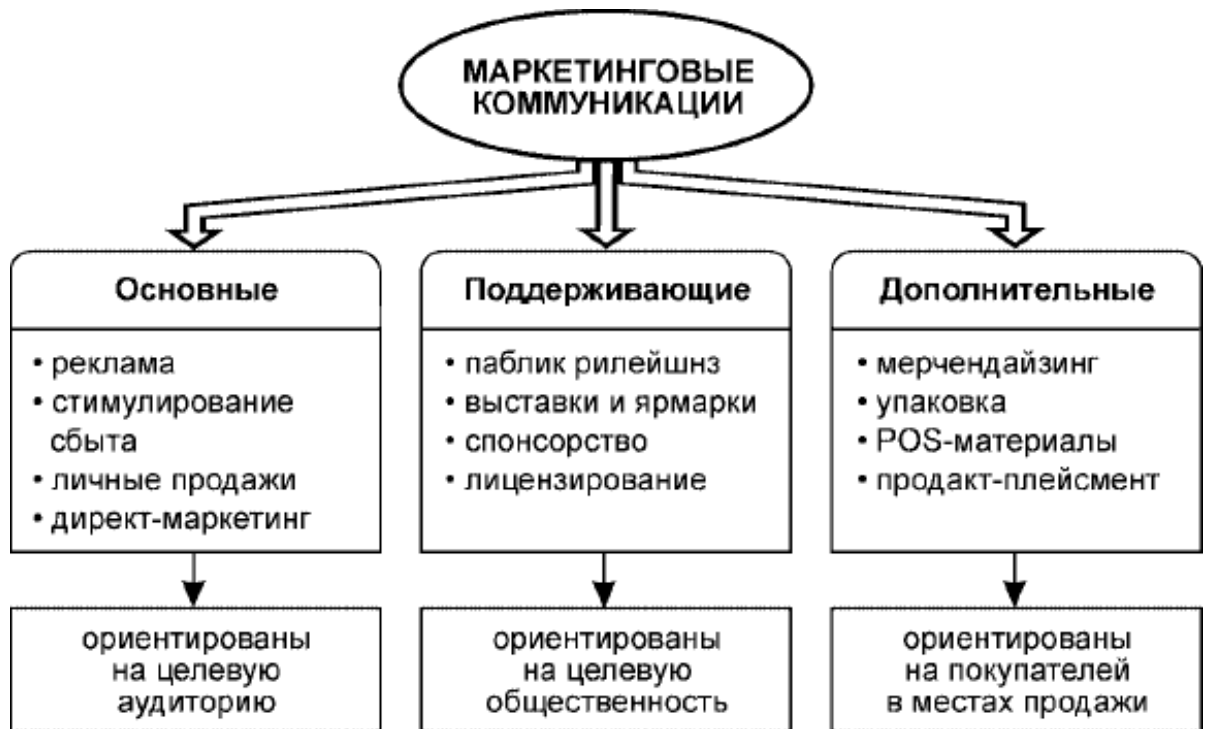 МАРКЕТИНГОВЫЕ
КОММУНИКАЦИИ
Основные
• реклама
• стимулирование
сбыта
• личные продажи
• директ-маркетинг
ориентированы
на целевую
аудиторию
Поддерживающие
• паблик рилейшнз
• выставки и ярмарки
• спонсорство
• лицензирование
ориентированы
на целевую
общественность
Дополнительные
• мерчендайзинг
• упаковка
• POS-материалы
• продакт-плейсмент
ориентированы
на покупателей
в местах продажи